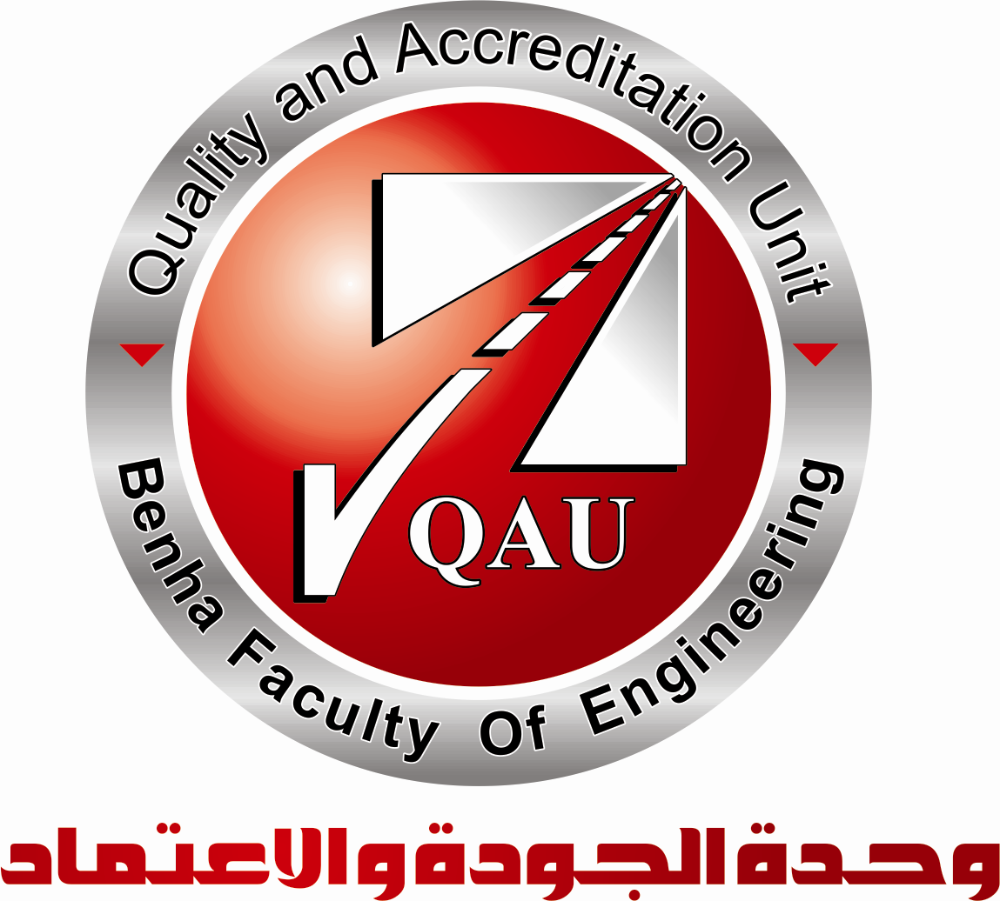 Quality and Accreditation Unit
QAU
Benha Faculty Of Engineering
وحدة الجودة والاعتماد